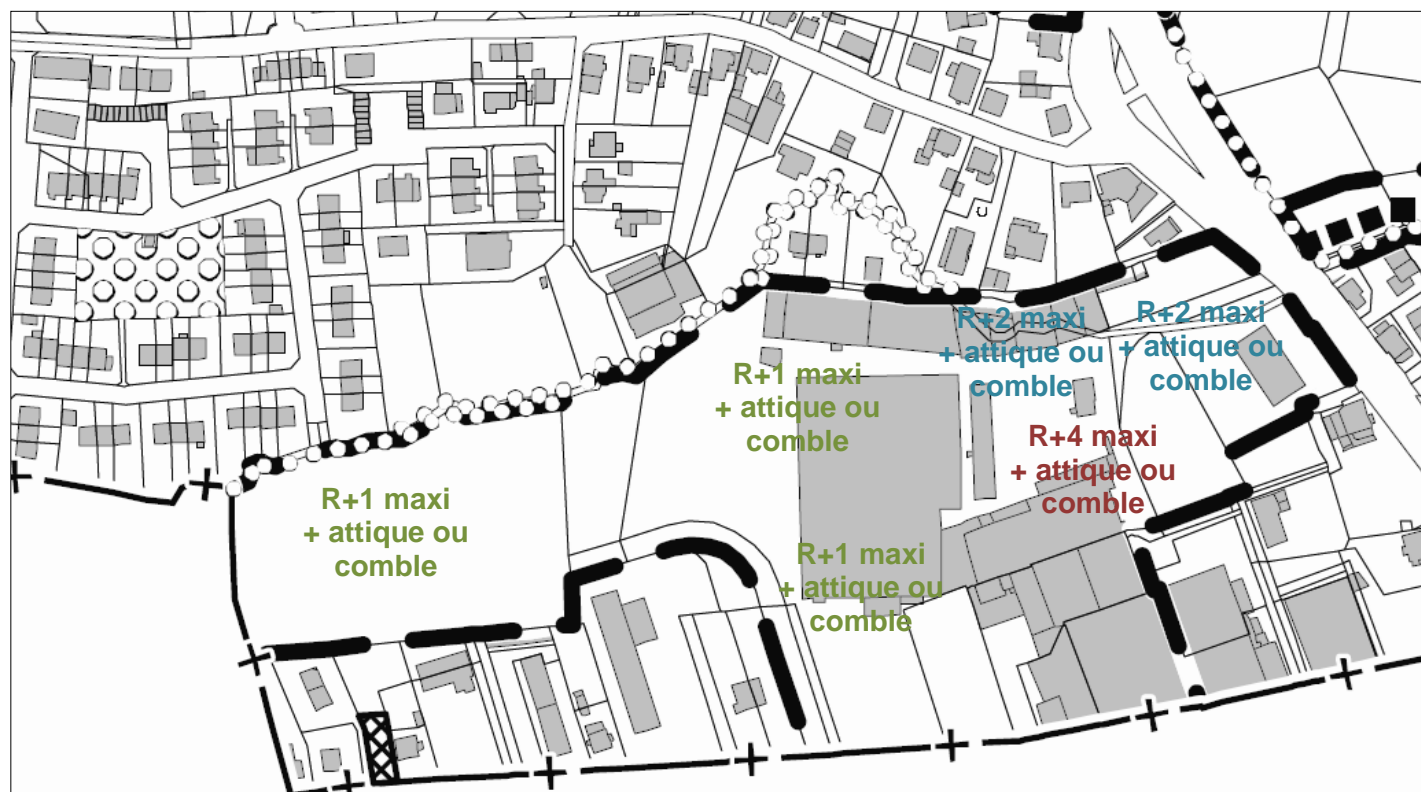 R+2 maxi
+ attique ou
comble
R+2 maxi
+ attique ou
comble
R+1 maxi
+ attique ou
comble
R+4 maxi
+ attique ou
comble
R+1 maxi
+ attique ou
comble
R+1 maxi
+ attique ou
comble